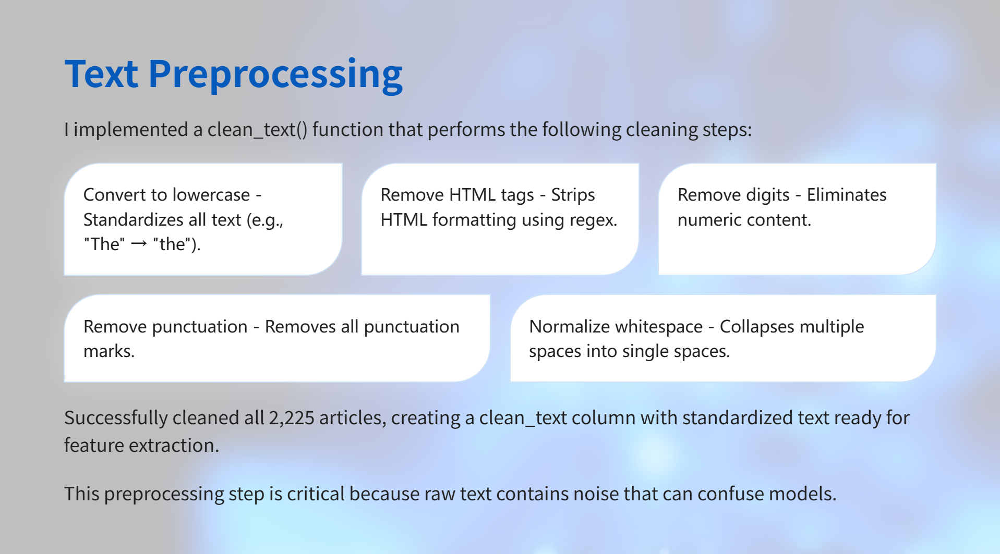 Text Preprocessing
I implemented a clean_text() function that performs the following cleaning steps:
Convert to lowercase -
Standardizes all text (e.g.,
"The" → "the").
Remove HTML tags - Strips
HTML formatting using regex.
Remove digits - Eliminates
numeric content.
Remove punctuation - Removes all punctuation
marks.
Normalize whitespace - Collapses multiple
spaces into single spaces.
Successfully cleaned all 2,225 articles, creating a clean_text column with standardized text ready for
feature extraction.
This preprocessing step is critical because raw text contains noise that can confuse models.